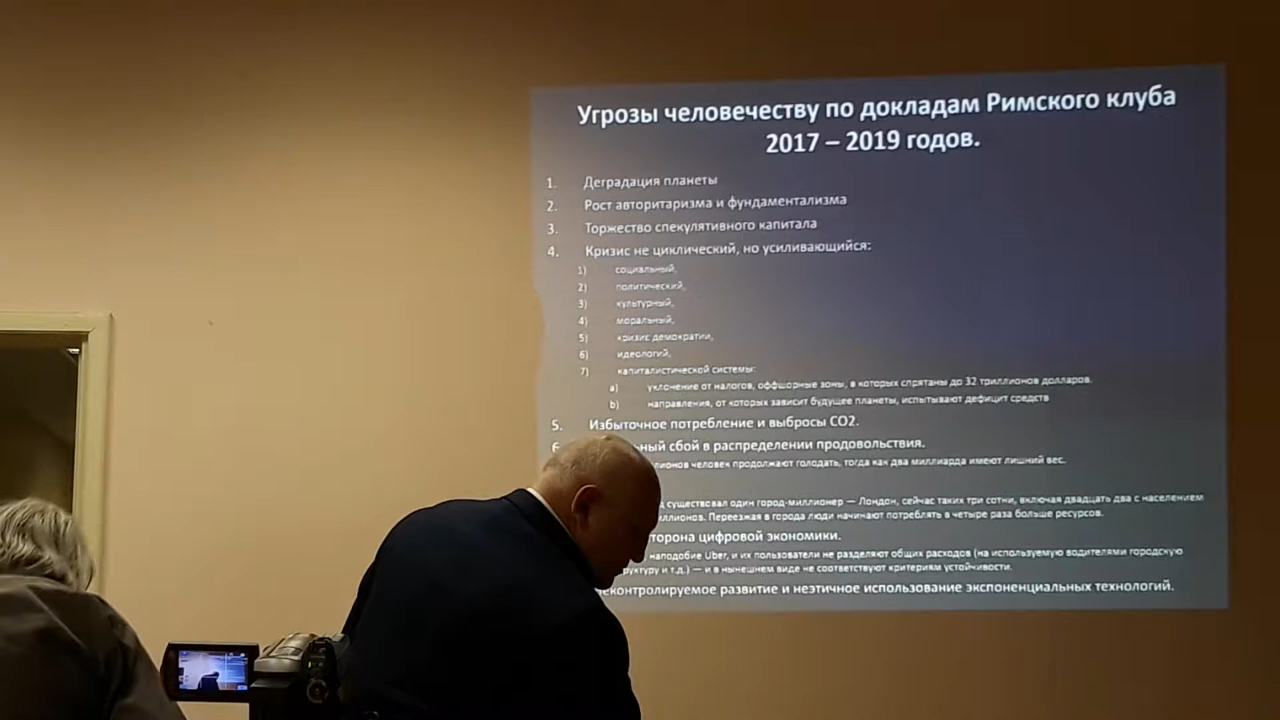 Угрозы человечеству по докладам Римского клуба
2017 – 2019 годов.
1. Деградация планеты
2. Рост авторитаризма и фундаментализма
3. Торжество спекулятивного капитала
4. Кризис не циклический, но усиливающийся:
1) социальный,
2) политический,
3) культурный,
4) моральный,
5) кризис демократии,
6) идеологий,
7) капиталистической системы:
a) уклонение от налогов, оффшорные зоны, в которых спрятаны до 32 триллионов долларов.
b) направления, от которых зависит будущее планеты, испытывают дефицит средств
5. Избыточное потребление и выбросы CO2.
6 сбой в распределении продовольствия.
человек продолжают голодать, тогда как два миллиарда имеют лишний вес.
существовал один город-миллионер — Лондон, сейчас таких три сотни, включая двадцать два с населением
Переезжая в города люди начинают потреблять в четыре раза больше ресурсов.
цифровой экономики.
наподобие Uber, и их пользователи не разделяют общих расходов (на используемую водителями городскую
и т.д.) — и в нынешнем виде не соответствуют критериям устойчивости.
развитие и неэтичное использование экспоненциальных технологий.